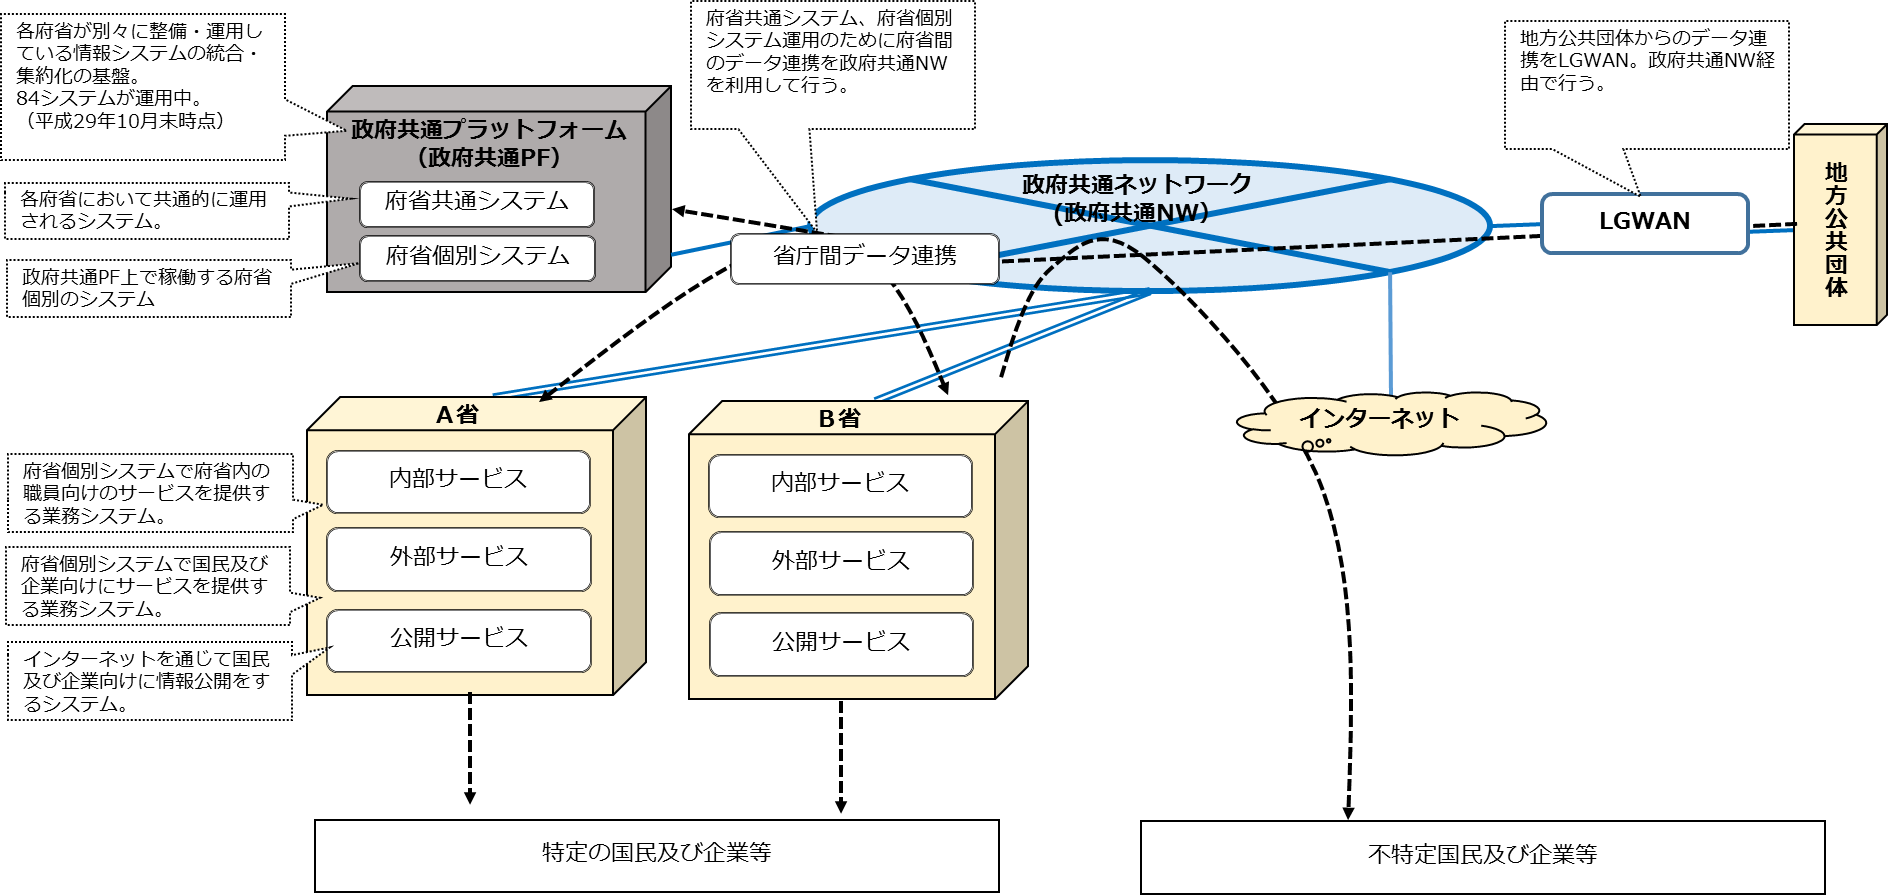 各府省が別々に整備・運用し
ている情報システムの統合・
集約化の基盤。
84システムが運用中。
（平成29年10月末時点）
府省共通システム、府省個別
システム運用のために府省間
のデータ連携を政府共通NW
を利用して行う。
地方公共団体からのデータ連
携をLGWAN。政府共通NW経
由で行う。
政府共通プラットフォーム
（政府共通PF）
府省共通システム
府省個別システム
各府省において共通的に運用
されるシステム。
政府共通PF上で稼働する府省
個別のシステム
政府共通ネットワーク
(政府共通NW）
省庁間データ連携
LGWAN
地方公共団体
A省
内部サービス
外部サービス
公開サービス
B省
内部サービス
外部サービス
公開サービス
インターネット
府省個別システムで府省内の
職員向けのサービスを提供す
る業務システム。
府省個別システムで国民及び
企業向けにサービスを提供す
る業務システム。
インターネットを通じて国民
及び企業向けに情報公開をす
るシステム。
特定の国民及び企業等
不特定国民及び企業等